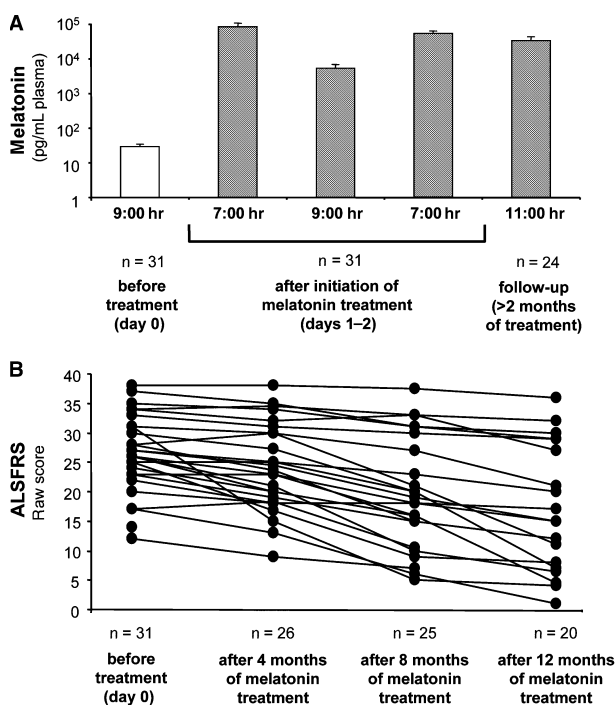 A
Melatonin
(pg/mL plasma)
10⁵
10⁴
10³
10²
10
1
9:00 hr 7:00 hr 9:00 hr 7:00 hr 11:00 hr
n = 31 n = 31 n = 24
before
treatment
(day 0)
after initiation of
melatonin treatment
(days 1–2)
follow-up
(>2 months
of treatment)
B
ALSFRS
Raw score
40
35
30
25
20
15
10
5
0
n = 31 n = 26 n = 25 n = 20
before
treatment
(day 0)
after 4 months
of melatonin
treatment
after 8 months
of melatonin
treatment
after 12 months
of melatonin
treatment